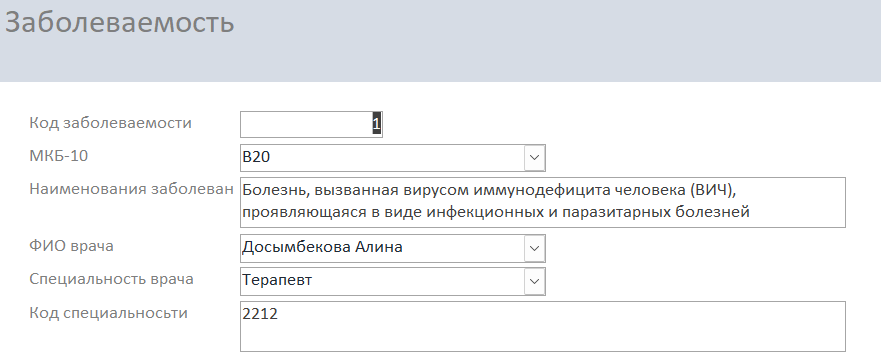 Заболеваемость
Код заболеваемости 1
МКБ-10 B20
Наименования заболеван Болезнь, вызванная вирусом иммунодефицита человека (ВИЧ),
проявляющаяся в виде инфекционных и паразитарных болезней
ФИО врача Досымбекова Алина
Специальность врача Терапевт
Код специальносьти 2212